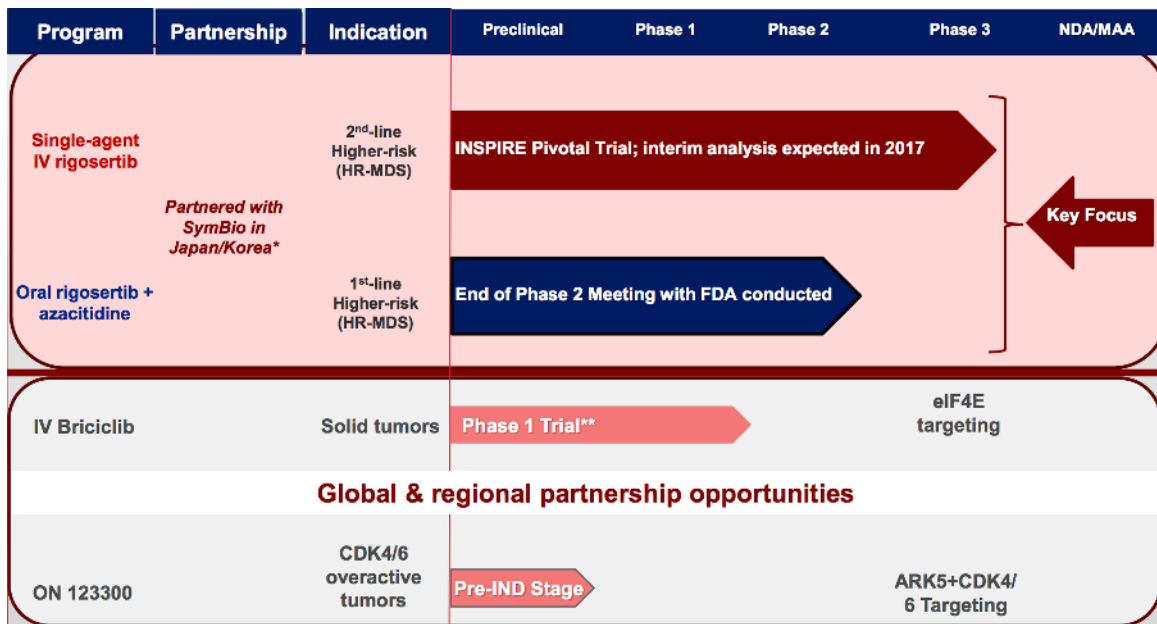 Program Partnership Indication Preclinical Phase 1 Phase 2 Phase 3 NDA/MAA
Single-agent
IV rigosertib
Partnered with
SymBio in
Japan/Korea*
2nd-line
Higher-risk
(HR-MDS)
INSPIRE Pivotal Trial; interim analysis expected in 2017
Key Focus
Oral rigosertib +
azacitidine
1st-line
Higher-risk
(HR-MDS)
End of Phase 2 Meeting with FDA conducted
IV Briciclib
Solid tumors
Phase 1 Trial**
eIF4E
targeting
Global & regional partnership opportunities
ON 123300
CDK4/6
overactive
tumors
Pre-IND Stage
ARK5+CDK4/
6 Targeting